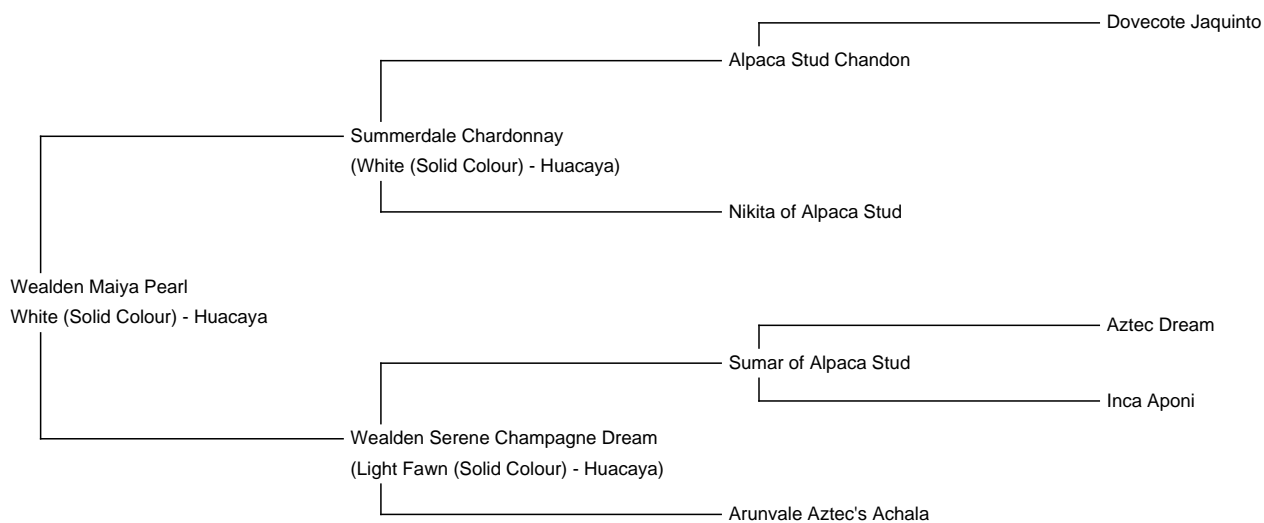 Dovecote Jaquinto
Alpaca Stud Chandon
Summerdale Chardonnay
(White (Solid Colour) - Huacaya)
Nikita of Alpaca Stud
Wealden Maiya Pearl
White (Solid Colour) - Huacaya
Aztec Dream
Sumar of Alpaca Stud
Inca Aponi
Wealden Serene Champagne Dream
(Light Fawn (Solid Colour) - Huacaya)
Arunvale Aztec's Achala